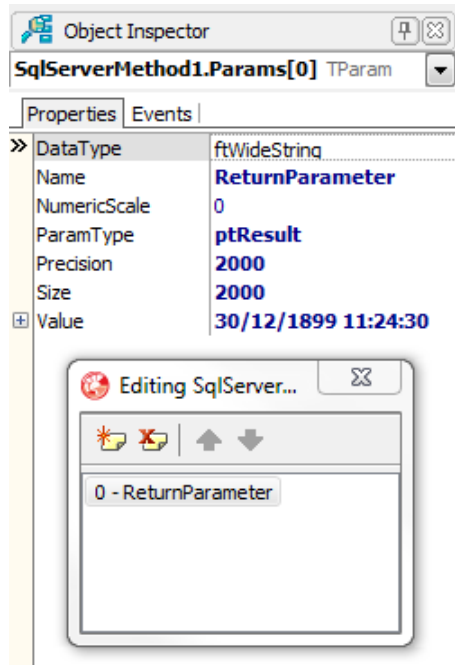 Object Inspector
SqlServerMethod1.Params[0] TParam
Properties Events
DataType ftWideString
Name ReturnParameter
NumericScale 0
ParamType ptResult
Precision 2000
Size 2000
Value 30/12/1899 11:24:30
Editing SqlServer...
0 - ReturnParameter